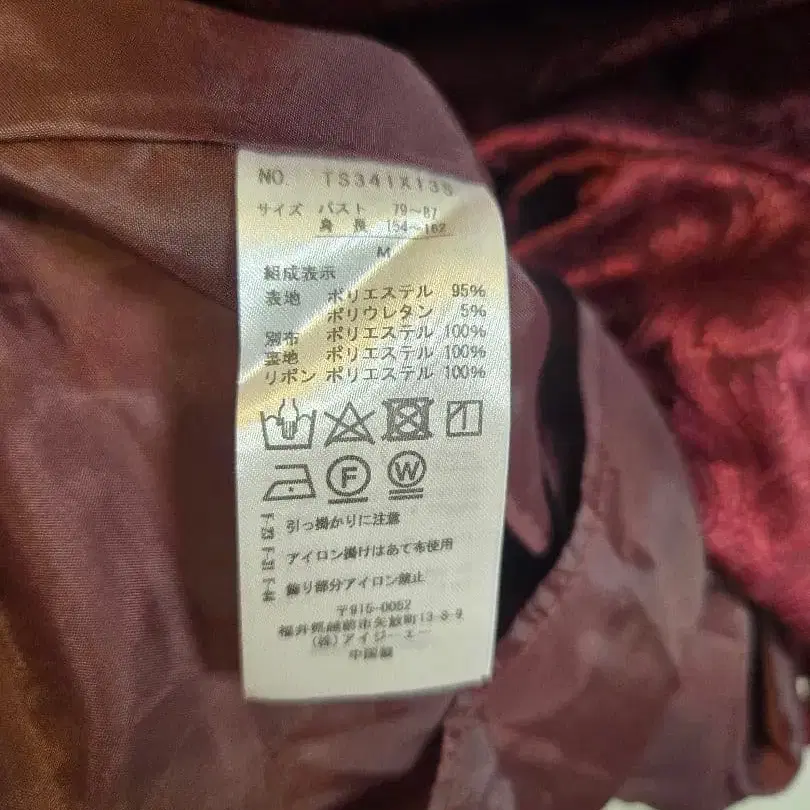 NO. TS341X13S
サイズ バスト 79~87
身長 154~162
M
組成表示
表地 ポリエステル 95%
ポリウレタン 5%
別布 ポリエステル 100%
裏地 ポリエステル 100%
リボン ポリエステル 100%
F W
引っ掛かりに注意
アイロン掛けはあて布使用
飾り部分アイロン禁止
〒915-0052
福井県越前市矢放町13-8-9
(株)アイジーエー
中国製